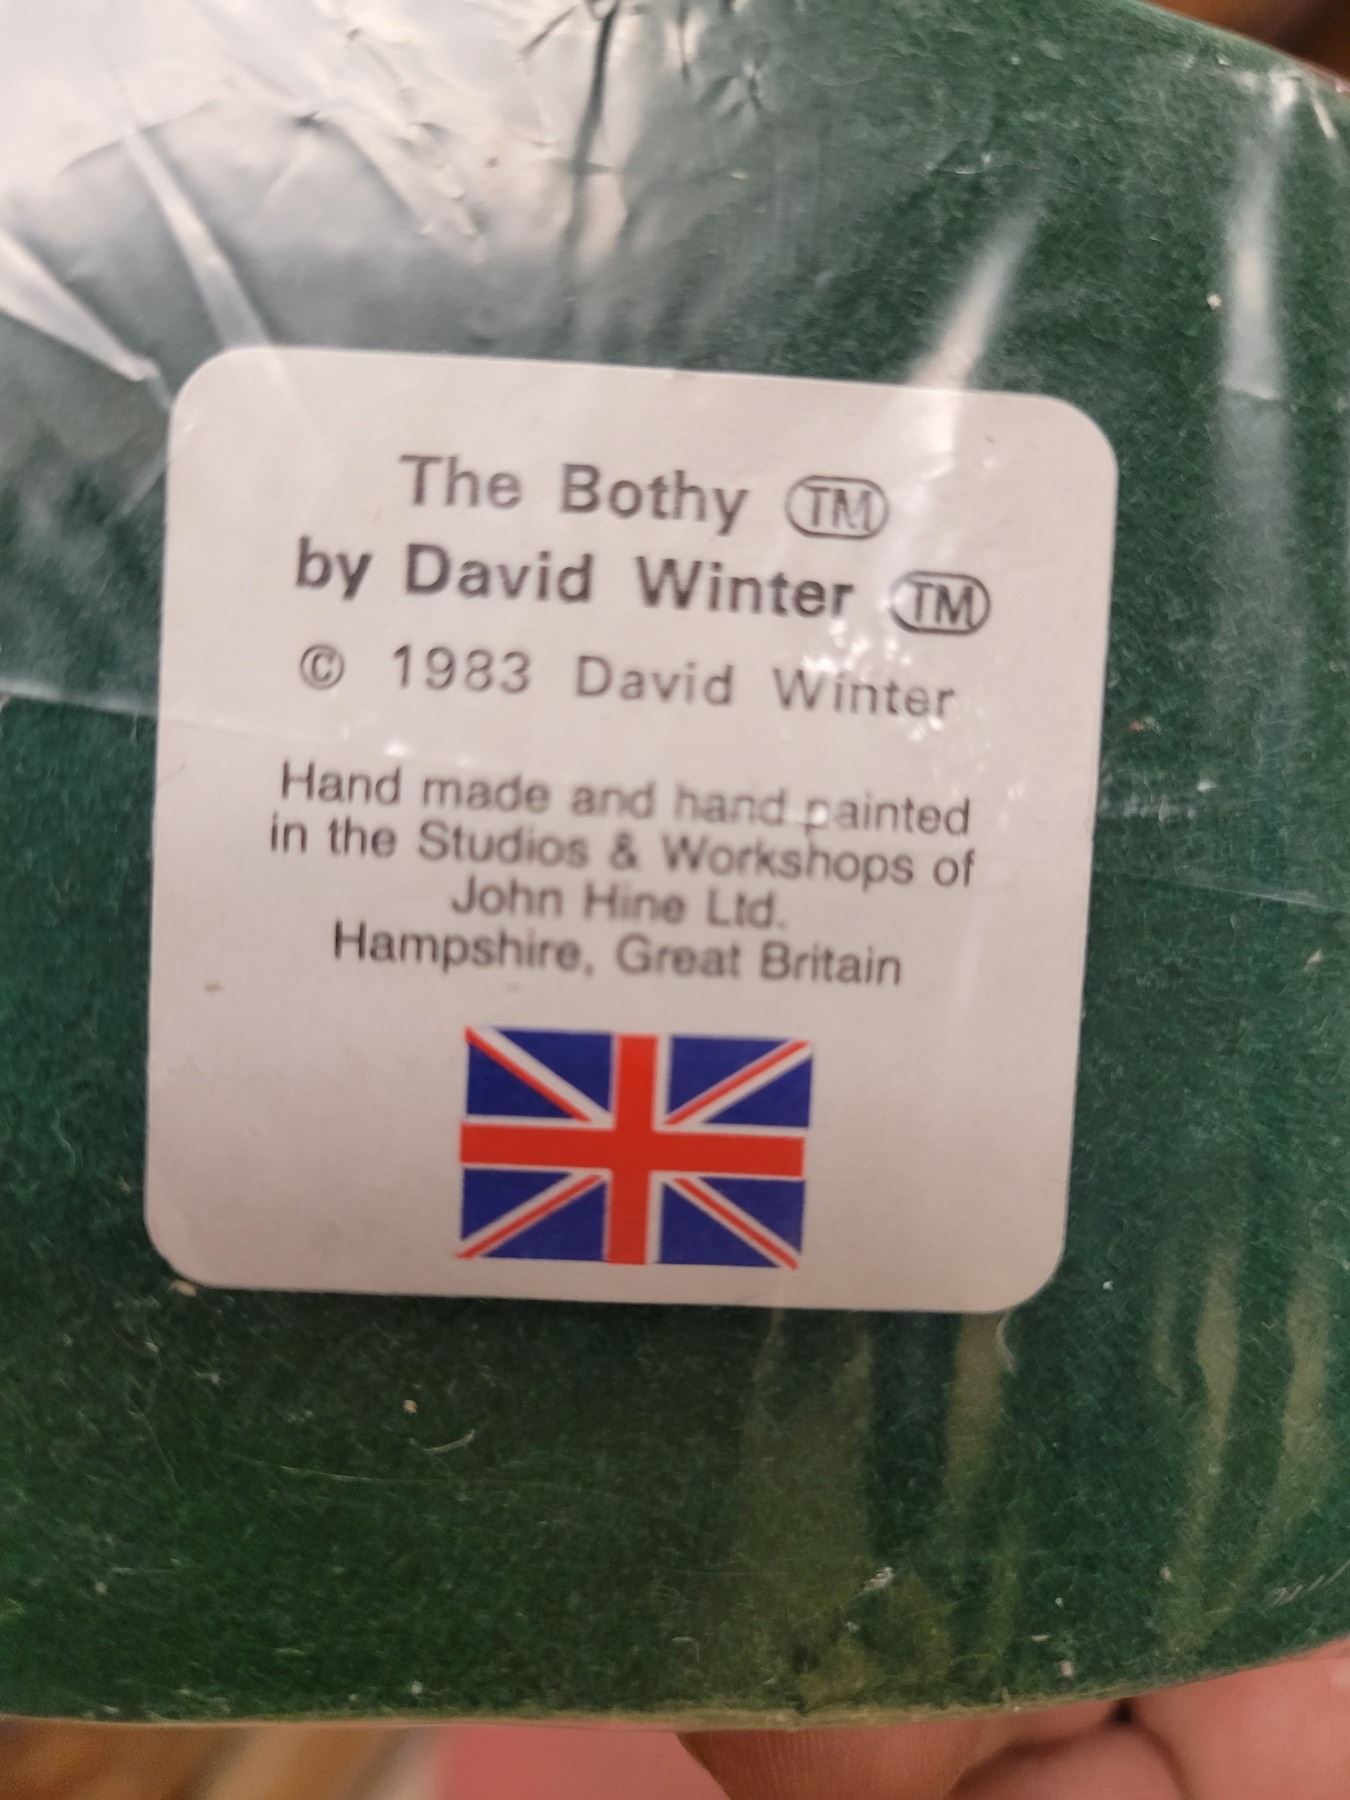 The Bothy ™
by David Winter ™
© 1983 David Winter
Hand made and hand painted
in the Studios & Workshops of
John Hine Ltd.
Hampshire, Great Britain